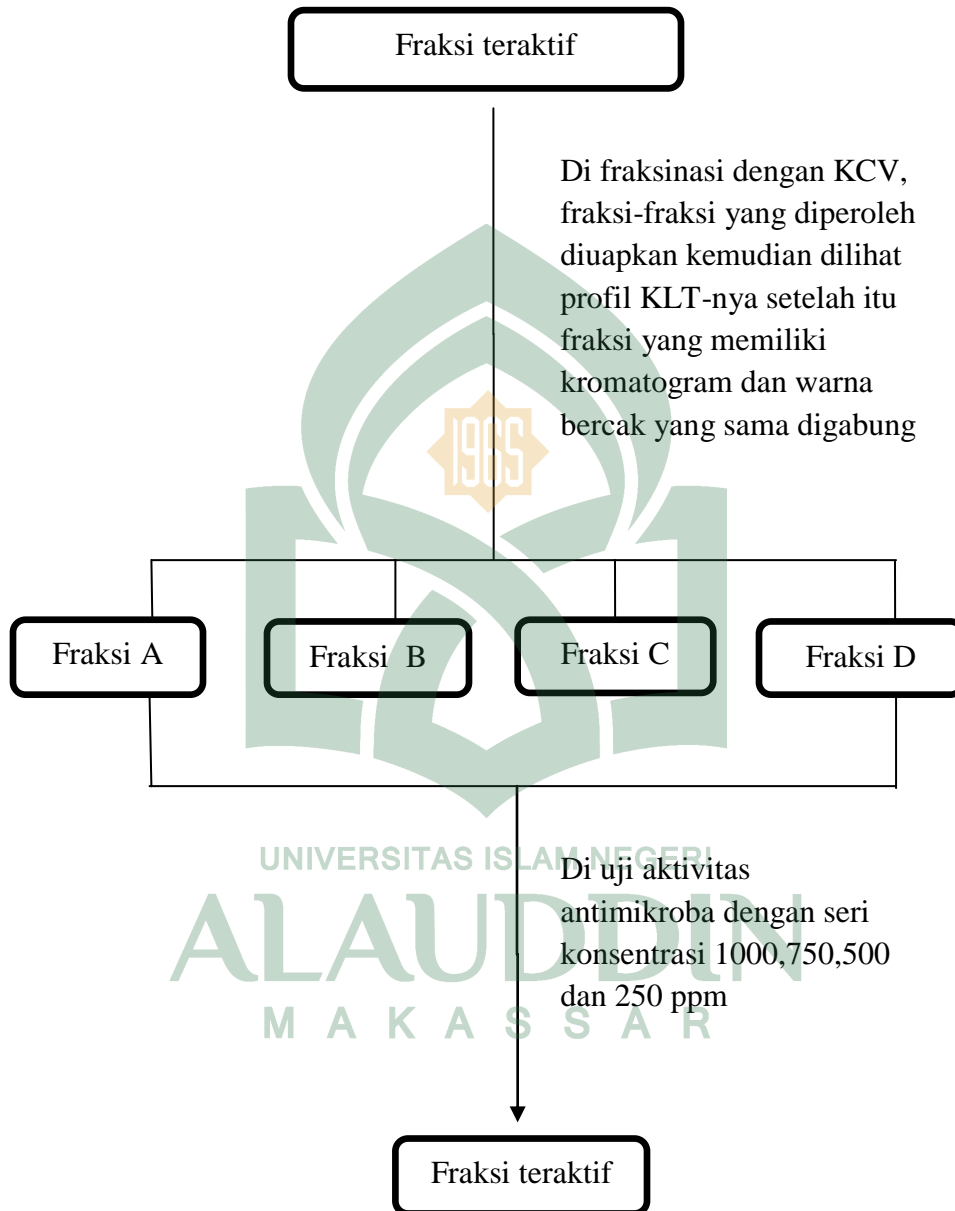 Fraksi teraktif
Di fraksinasi dengan KCV,
fraksi-fraksi yang diperoleh
diuapkan kemudian dilihat
profil KLT-nya setelah itu
fraksi yang memiliki
kromatogram dan warna
bercak yang sama digabung
1965
Fraksi A
Fraksi B
Fraksi C
Fraksi D
UNIVERSITAS ISLAM NEGERI
ALAUDDIN
MAKASSAR
Di uji aktivitas
antimikroba dengan seri
konsentrasi 1000,750,500
dan 250 ppm
Fraksi teraktif